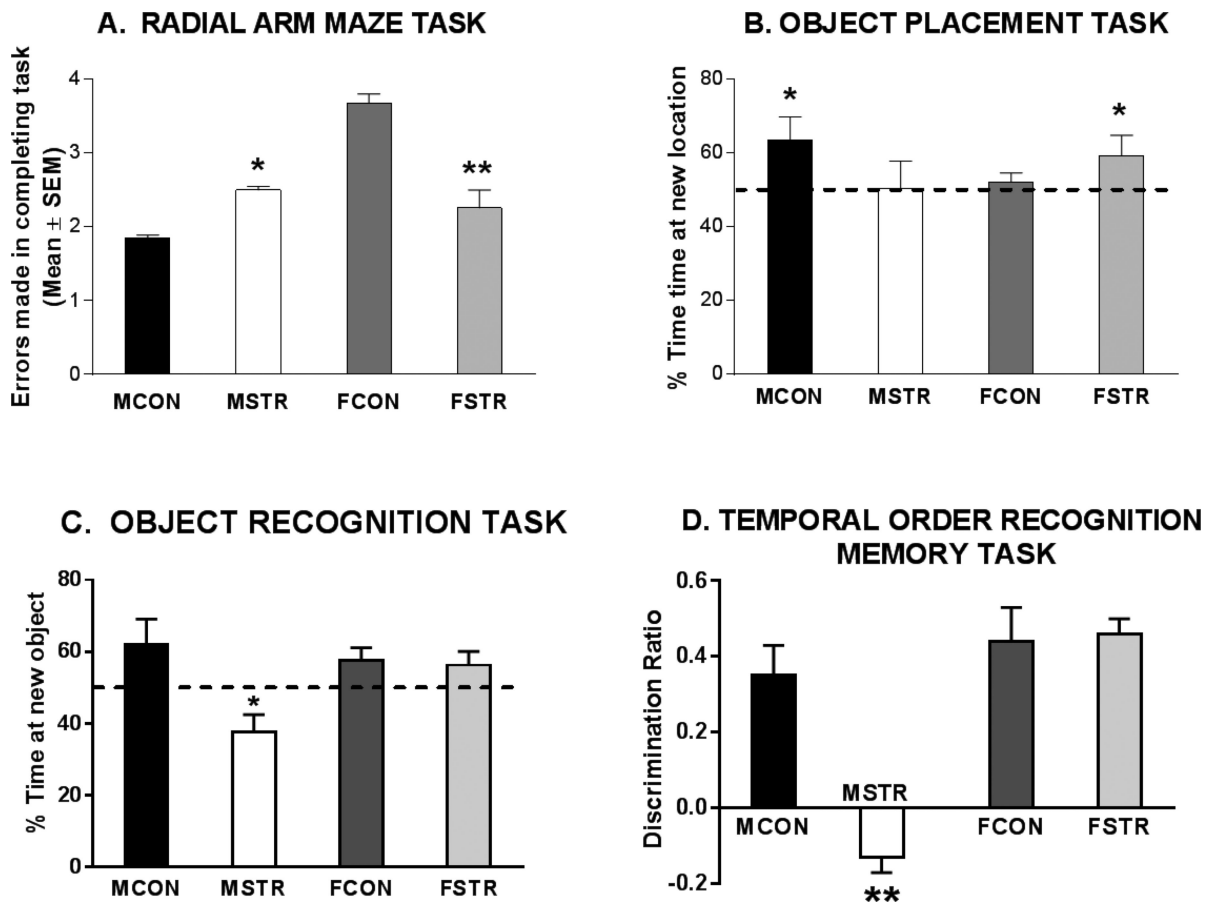 A. RADIAL ARM MAZE TASK
Errors made in completing task
(Mean ± SEM)
4
3
2
1
0
*
**
MCON MSTR FCON FSTR
B. OBJECT PLACEMENT TASK
% Time time at new location
80
60
40
20
0
*
*
MCON MSTR FCON FSTR
C. OBJECT RECOGNITION TASK
% Time at new object
80
60
40
20
0
*
MCON MSTR FCON FSTR
D. TEMPORAL ORDER RECOGNITION
MEMORY TASK
Discrimination Ratio
0.6
0.4
0.2
0.0
-0.2
MSTR
MCON FCON FSTR
**